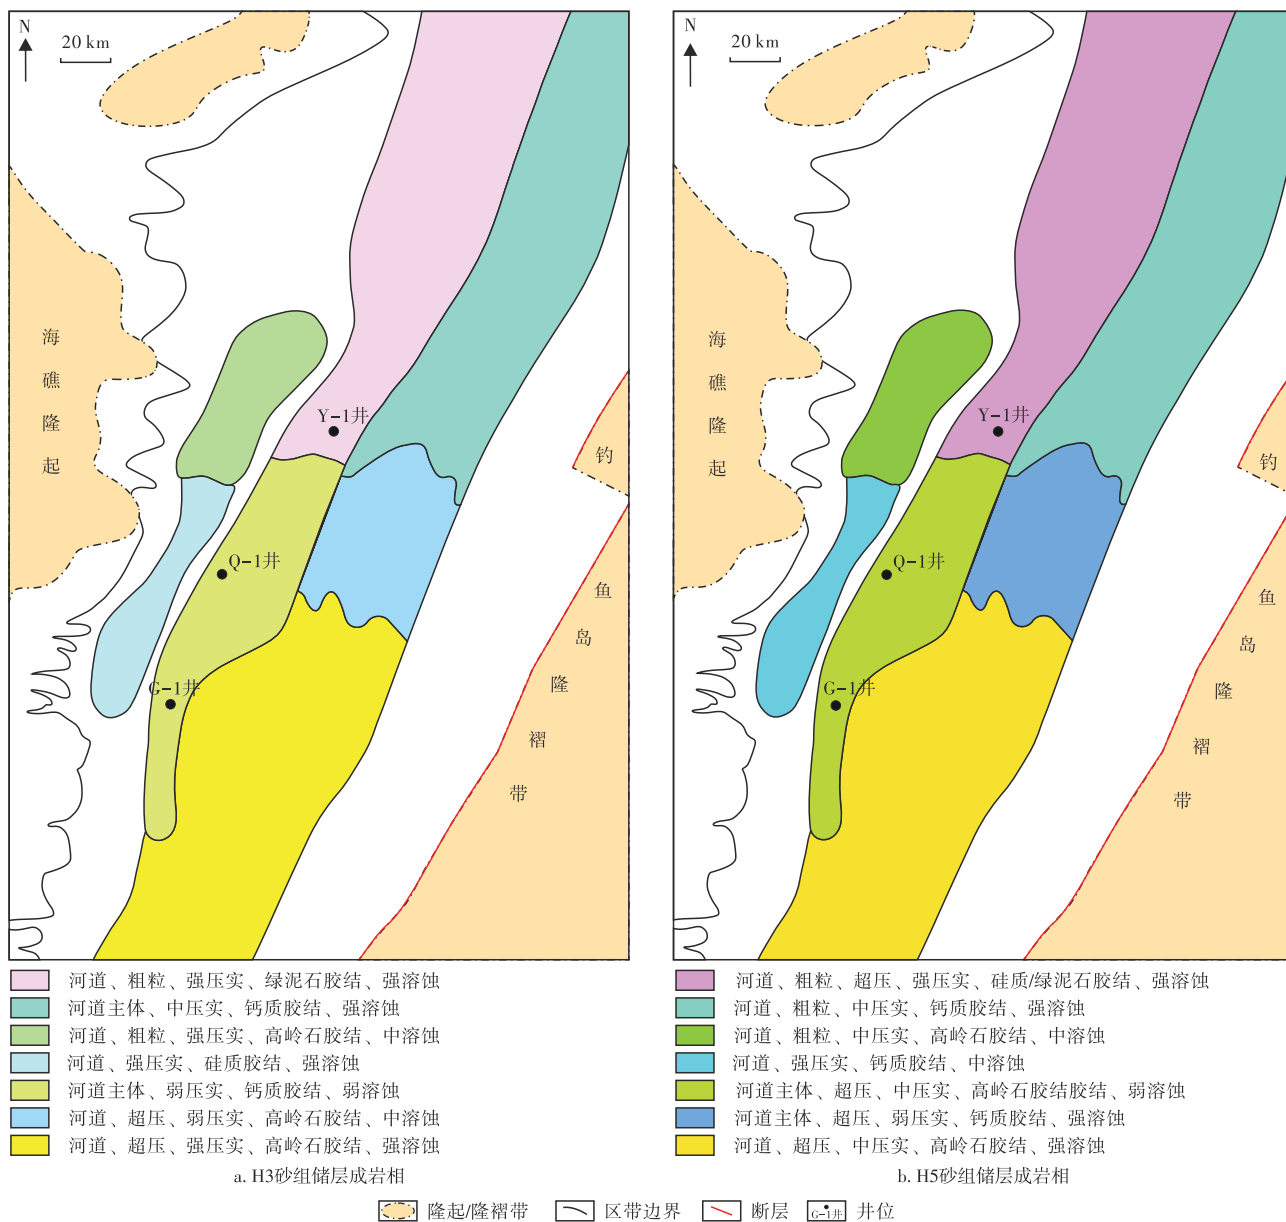 N
20 km
海礁隆起
Y-1井
Q-1井
G-1井
钓鱼岛隆褶带
河道、粗粒、强压实、绿泥石胶结、强溶蚀
河道主体、中压实、钙质胶结、强溶蚀
河道、粗粒、强压实、高岭石胶结、中溶蚀
河道、强压实、硅质胶结、强溶蚀
河道主体、弱压实、钙质胶结、弱溶蚀
河道、超压、弱压实、高岭石胶结、中溶蚀
河道、超压、强压实、高岭石胶结、强溶蚀
a. H3砂组储层成岩相
N
20 km
海礁隆起
Y-1井
Q-1井
G-1井
钓鱼岛隆褶带
河道、粗粒、超压、强压实、硅质/绿泥石胶结、强溶蚀
河道、粗粒、中压实、钙质胶结、强溶蚀
河道、粗粒、中压实、高岭石胶结、中溶蚀
河道、强压实、钙质胶结、中溶蚀
河道主体、超压、中压实、高岭石胶结胶结、弱溶蚀
河道主体、超压、弱压实、钙质胶结、强溶蚀
河道、超压、中压实、高岭石胶结、强溶蚀
b. H5砂组储层成岩相
隆起/隆褶带
区带边界
断层
G-1井 井位